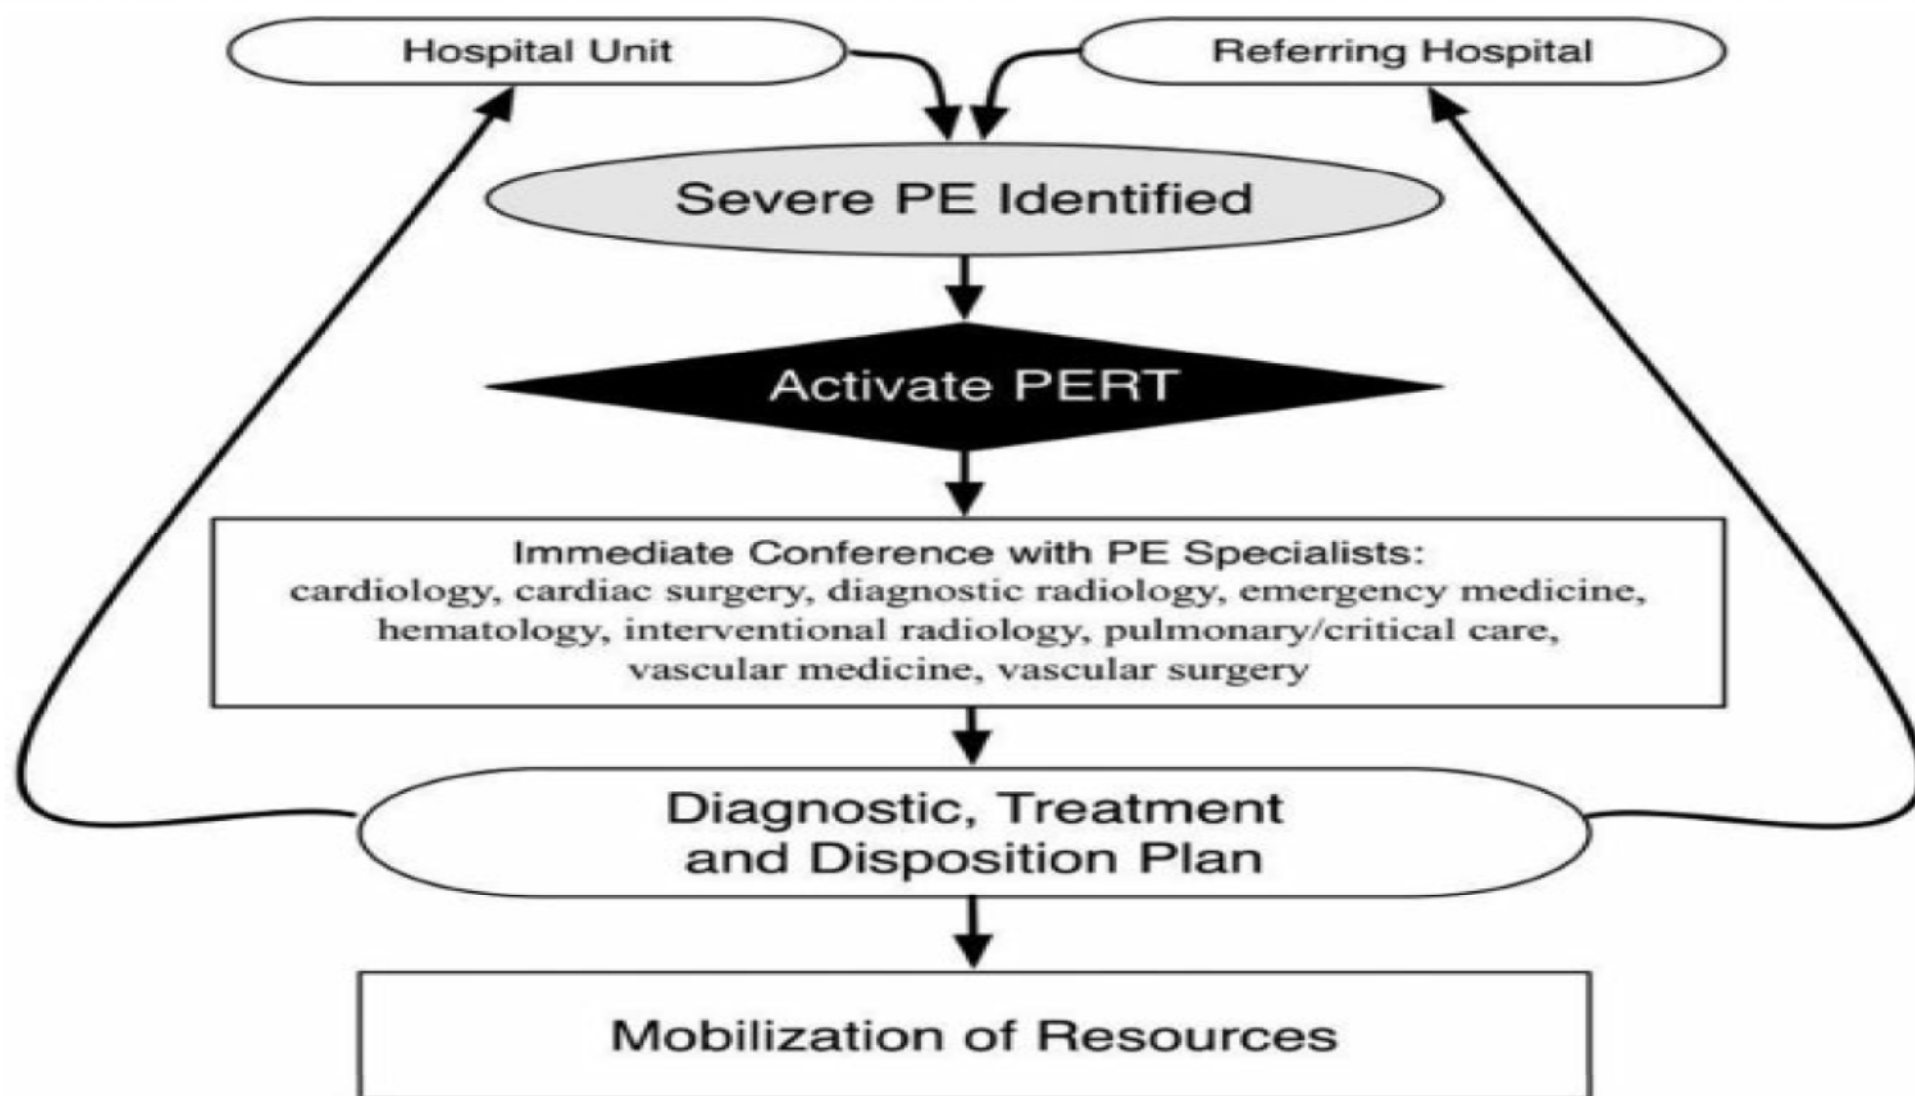 Hospital Unit
Referring Hospital
Severe PE Identified
Activate PERT
Immediate Conference with PE Specialists:
cardiology, cardiac surgery, diagnostic radiology, emergency medicine,
hematology, interventional radiology, pulmonary/critical care,
vascular medicine, vascular surgery
Diagnostic, Treatment
and Disposition Plan
Mobilization of Resources